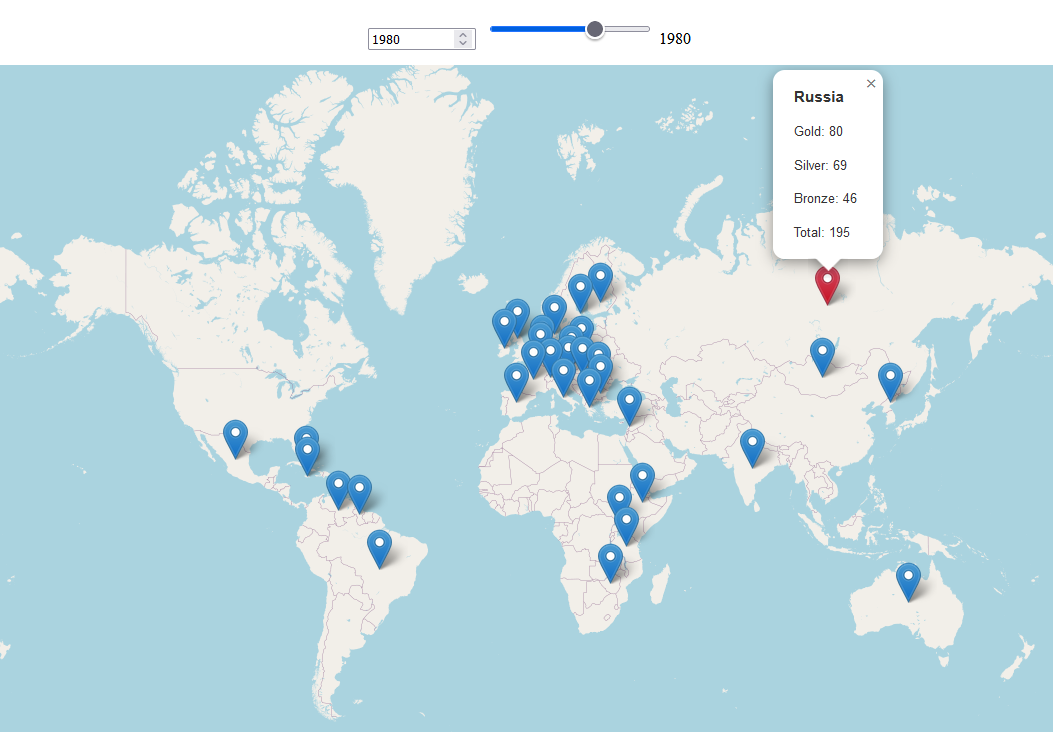 1980
1980
×
Russia
Gold: 80
Silver: 69
Bronze: 46
Total: 195